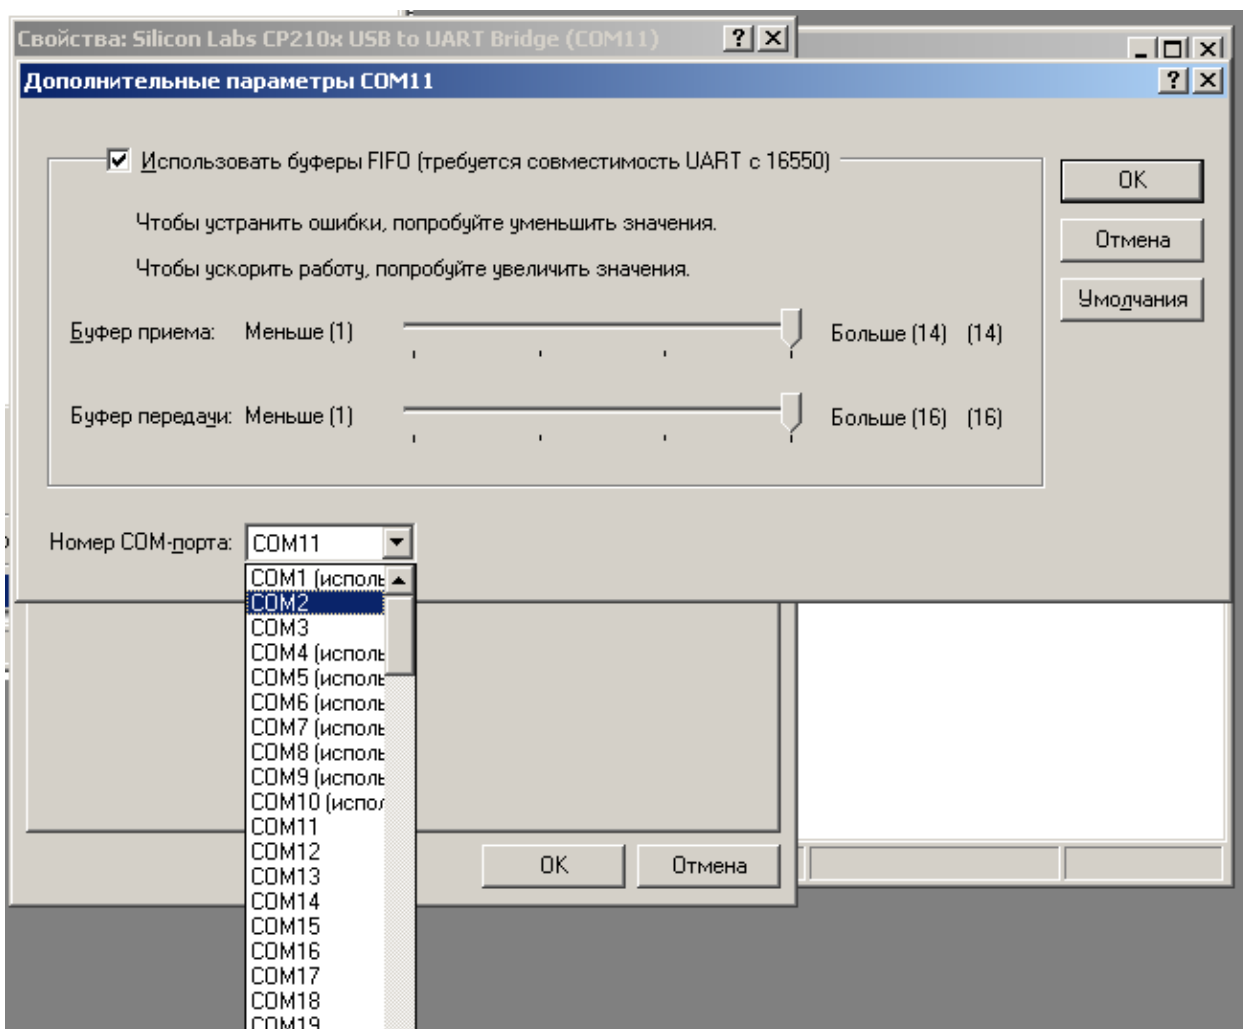 Свойства: Silicon Labs CP210x USB to UART Bridge (COM11)
Дополнительные параметры COM11
Использовать буферы FIFO (требуется совместимость UART с 16550)
OK
Чтобы устранить ошибки, попробуйте уменьшить значения.
Отмена
Чтобы ускорить работу, попробуйте увеличить значения.
Умолчания
Буфер приема: Меньше (1) Больше (14) (14)
Буфер передачи: Меньше (1) Больше (16) (16)
Номер COM-порта: COM11
COM1 (исполь
COM2
COM3
COM4 (исполь
COM5 (исполь
COM6 (исполь
COM7 (исполь
COM8 (исполь
COM9 (исполь
COM10 (испол
COM11
COM12
COM13
COM14
COM15
COM16
COM17
COM18
COM19
OK Отмена